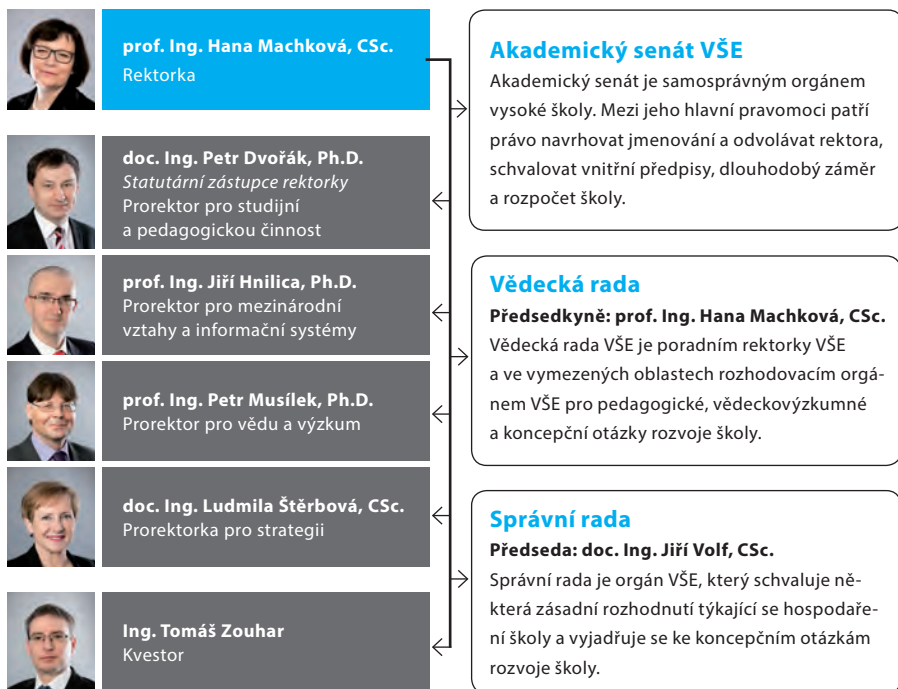 prof. Ing. Hana Machková, CSc.
Rektorka
doc. Ing. Petr Dvořák, Ph.D.
Statutární zástupce rektorky
Prorektor pro studijní
a pedagogickou činnost
prof. Ing. Jiří Hnilica, Ph.D.
Prorektor pro mezinárodní
vztahy a informační systémy
prof. Ing. Petr Musílek, Ph.D.
Prorektor pro vědu a výzkum
doc. Ing. Ludmila Štěrbová, CSc.
Prorektorka pro strategii
Ing. Tomáš Zouhar
Kvestor
Akademický senát VŠE
Akademický senát je samosprávným orgánem
vysoké školy. Mezi jeho hlavní pravomoci patří
právo navrhovat jmenování a odvolávat rektora,
schvalovat vnitřní předpisy, dlouhodobý záměr
a rozpočet školy.
Vědecká rada
Předsedkyně: prof. Ing. Hana Machková, CSc.
Vědecká rada VŠE je poradním rektorky VŠE
a ve vymezených oblastech rozhodovacím orgá-
nem VŠE pro pedagogické, vědeckovýzkumné
a koncepční otázky rozvoje školy.
Správní rada
Předseda: doc. Ing. Jiří Volf, CSc.
Správní rada je orgán VŠE, který schvaluje ně-
která zásadní rozhodnutí týkající se hospodaře-
ní školy a vyjadřuje se ke koncepčním otázkám
rozvoje školy.